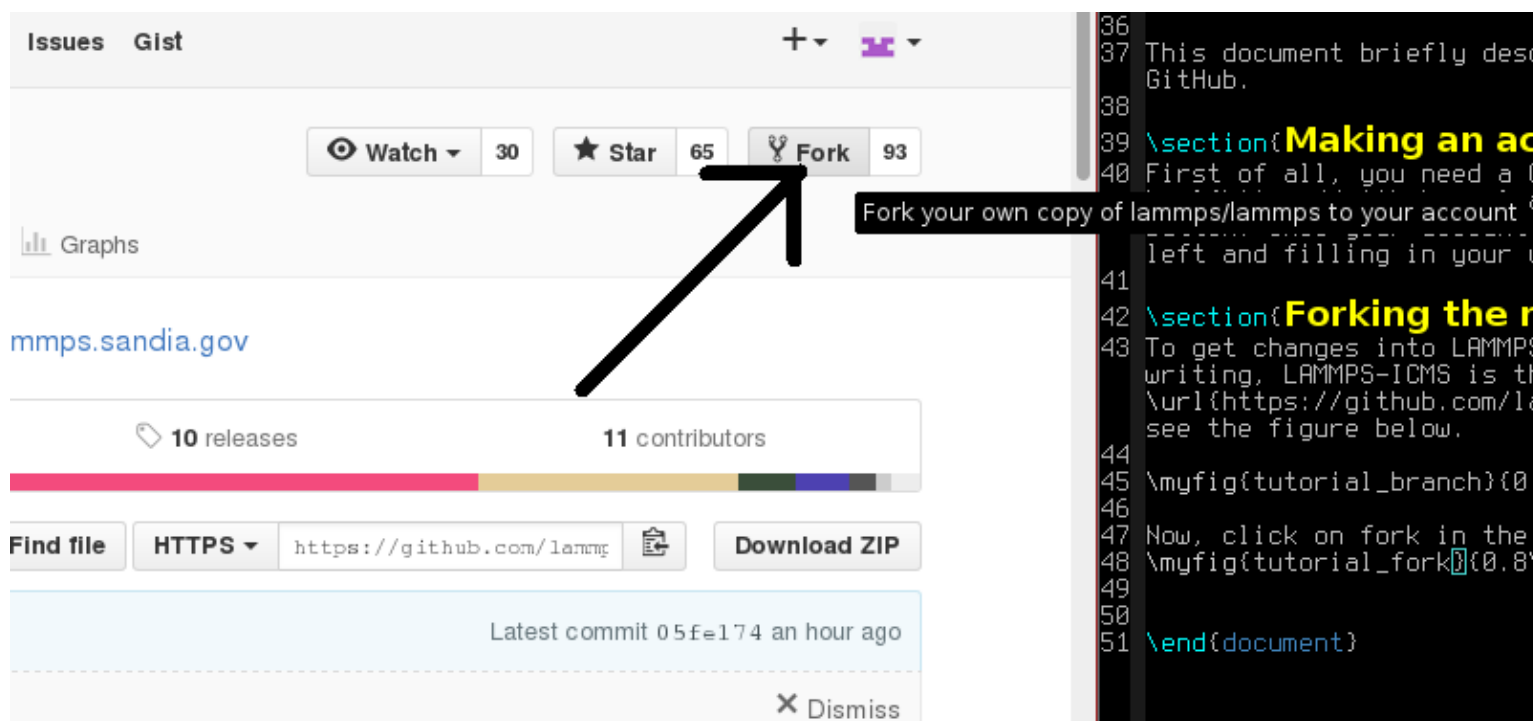 Issues Gist
Watch 30 Star 65 Fork 93
Fork your own copy of lammps/lammps to your account
Graphs
mmps.sandia.gov
10 releases 11 contributors
Find file HTTPS https://github.com/lammp Download ZIP
Latest commit 05fe174 an hour ago
Dismiss
36
37 This document briefly desc
GitHub.
38
39 \section{Making an ac
40 First of all, you need a
left and filling in your
41
42 \section{Forking the r
43 To get changes into LAMMPS
writing, LAMMPS-ICMS is th
\url{https://github.com/la
see the figure below.
44
45 \myfig{tutorial_branch}{0
46
47 Now, click on fork in the
48 \myfig{tutorial_fork}{0.8\
49
50
51 \end{document}